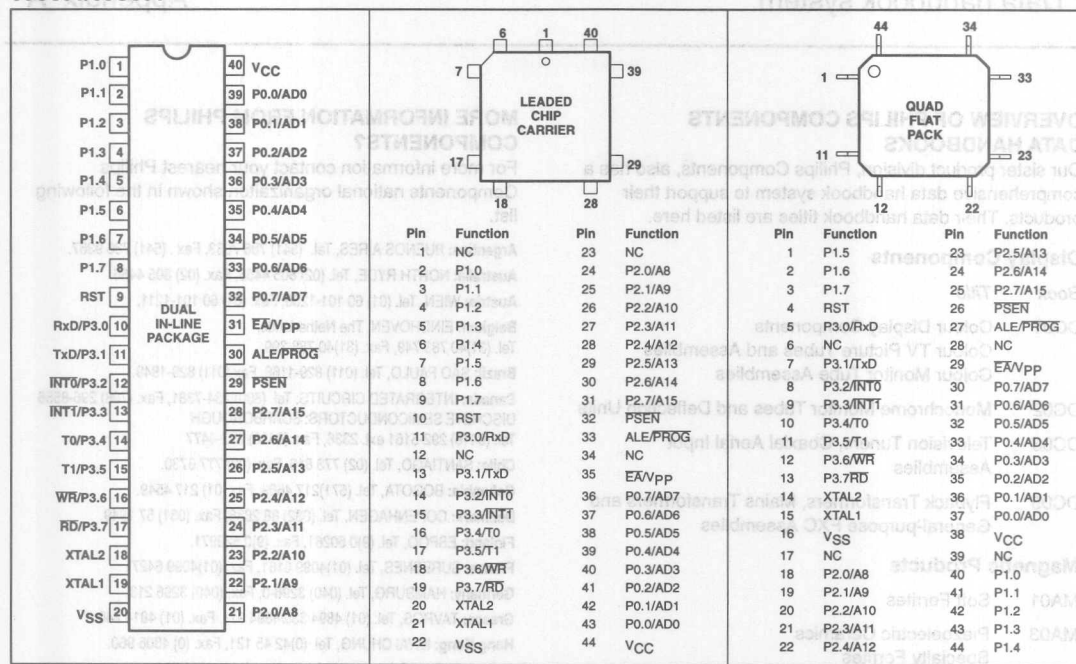 P1.0 1
40 VCC
P1.1 2
39 P0.0/AD0
P1.2 3
38 P0.1/AD1
P1.3 4
37 P0.2/AD2
P1.4 5
36 P0.3/AD3
P1.5 6
35 P0.4/AD4
P1.6 7
34 P0.5/AD5
P1.7 8
33 P0.6/AD6
RST 9
32 P0.7/AD7
DUAL
IN-LINE
PACKAGE
RxD/P3.0 10
31 EA/VPP
TxD/P3.1 11
30 ALE/PROG
INT0/P3.2 12
29 PSEN
INT1/P3.3 13
28 P2.7/A15
T0/P3.4 14
27 P2.6/A14
T1/P3.5 15
26 P2.5/A13
WR/P3.6 16
25 P2.4/A12
RD/P3.7 17
24 P2.3/A11
XTAL2 18
23 P2.2/A10
XTAL1 19
22 P2.1/A9
VSS 20
21 P2.0/A8
6 1 40
7 39
LEADED
CHIP
CARRIER
17 29
18 28
Pin Function Pin Function
1 NC 23 NC
2 P1.0 24 P2.0/A8
3 P1.1 25 P2.1/A9
4 P1.2 26 P2.2/A10
5 P1.3 27 P2.3/A11
6 P1.4 28 P2.4/A12
7 P1.5 29 P2.5/A13
8 P1.6 30 P2.6/A14
9 P1.7 31 P2.7/A15
10 RST 32 PSEN
11 P3.0/RxD 33 ALE/PROG
12 NC 34 NC
13 P3.1/TxD 35 EA/VPP
14 P3.2/INT0 36 P0.7/AD7
15 P3.3/INT1 37 P0.6/AD6
16 P3.4/T0 38 P0.5/AD5
17 P3.5/T1 39 P0.4/AD4
18 P3.6/WR 40 P0.3/AD3
19 P3.7/RD 41 P0.2/AD2
20 XTAL2 42 P0.1/AD1
21 XTAL1 43 P0.0/AD0
22 VSS 44 VCC
44 34
1 33
QUAD
FLAT
PACK
11 23
12 22
Pin Function Pin Function
1 P1.5 23 P2.5/A13
2 P1.6 24 P2.6/A14
3 P1.7 25 P2.7/A15
4 RST 26 PSEN
5 P3.0/RxD 27 ALE/PROG
6 NC 28 NC
7 P3.1/TxD 29 EA/VPP
8 P3.2/INT0 30 P0.7/AD7
9 P3.3/INT1 31 P0.6/AD6
10 P3.4/T0 32 P0.5/AD5
11 P3.5/T1 33 P0.4/AD4
12 P3.6/WR 34 P0.3/AD3
13 P3.7/RD 35 P0.2/AD2
14 XTAL2 36 P0.1/AD1
15 XTAL1 37 P0.0/AD0
16 VSS 38 VCC
17 NC 39 NC
18 P2.0/A8 40 P1.0
19 P2.1/A9 41 P1.1
20 P2.2/A10 42 P1.2
21 P2.3/A11 43 P1.3
22 P2.4/A12 44 P1.4